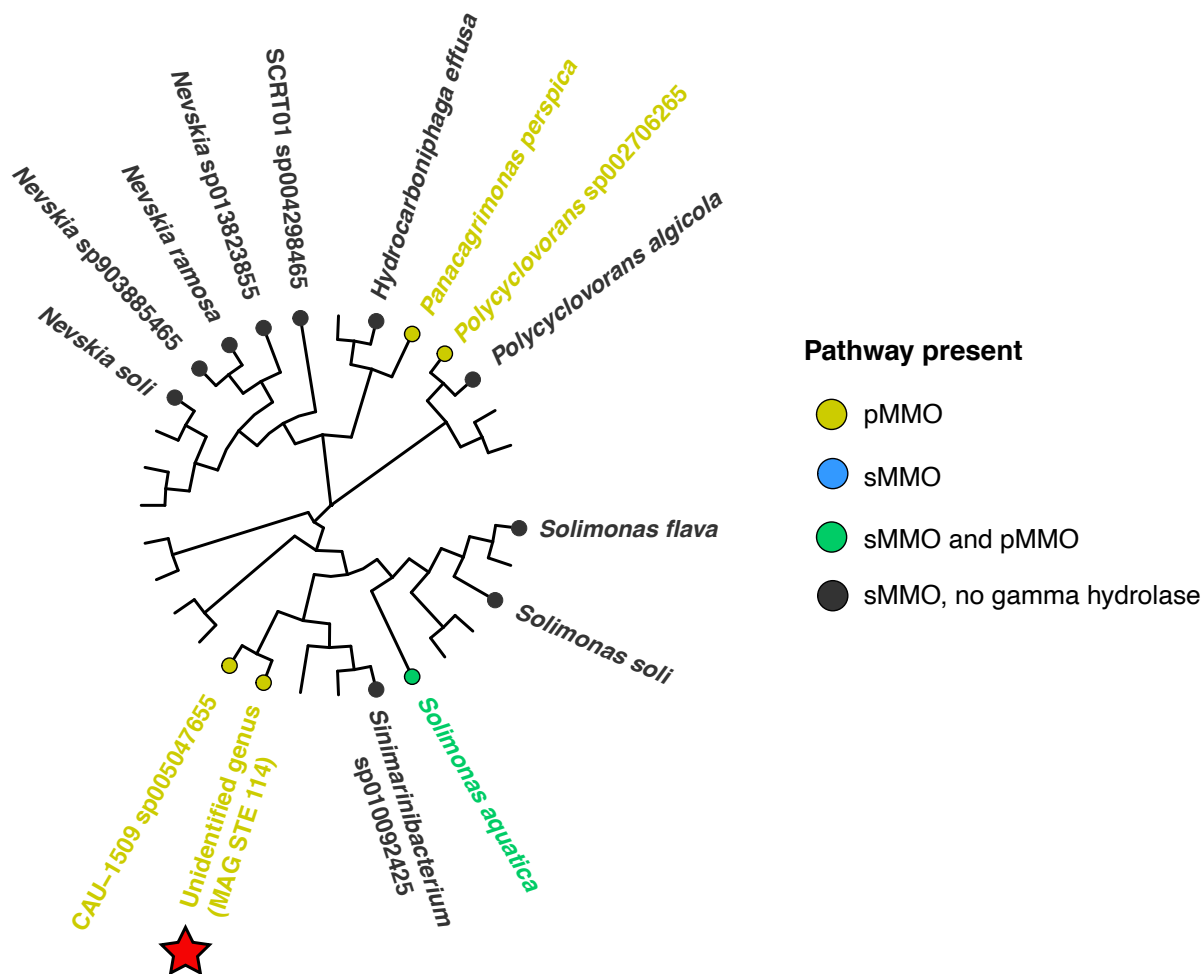 Nevskia soli
Nevskia sp903885465
Nevskia ramosa
Nevskia sp013823855
SCRT01 sp004298465
Hydrocarboniphaga effusa
Panacagrimonas perspica
Polycyclovorans sp002706265
Polycyclovorans algicola
Solimonas flava
Solimonas soli
Solimonas aquatica
Sinimarinibacterium
sp010092425
Unidentified genus
(MAG STE 114)
CAU−1509 sp005047655
Pathway present
pMMO
sMMO
sMMO and pMMO
sMMO, no gamma hydrolase